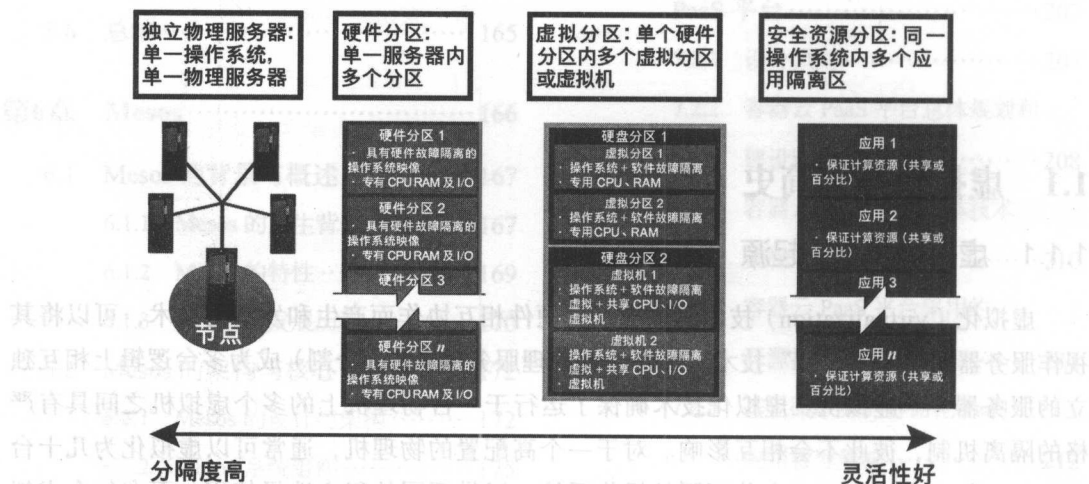 独立物理服务器:
单一操作系统,
单一物理服务器
硬件分区:
单一服务器内
多个分区
虚拟分区: 单个硬件
分区内多个虚拟分区
或虚拟机
安全资源分区: 同一
操作系统内多个应
用隔离区
节点
硬件分区 1
· 具有硬件故障隔离的
操作系统映像
· 专有 CPU RAM 及 I/O
硬件分区 2
· 具有硬件故障隔离的
操作系统映像
· 专有 CPU RAM 及 I/O
硬件分区 3
硬件分区 n
· 具有硬件故障隔离的
操作系统映像
· 专有 CPU RAM 及 I/O
硬盘分区 1
虚拟分区 1
· 操作系统 + 软件故障隔离
· 专用 CPU、RAM
虚拟分区 2
· 操作系统 + 软件故障隔离
· 专用CPU、RAM
硬盘分区 2
虚拟机 1
· 操作系统 + 软件故障隔离
· 虚拟 + 共享 CPU、I/O
· 虚拟机
虚拟机 2
· 操作系统 + 软件故障隔离
· 虚拟 + 共享 CPU、I/O
· 虚拟机
应用 1
· 保证计算资源 (共享或
百分比)
应用 2
· 保证计算资源 (共享或
百分比)
应用 3
应用 n
· 保证计算资源 (共享或
百分比)
分隔度高
灵活性好